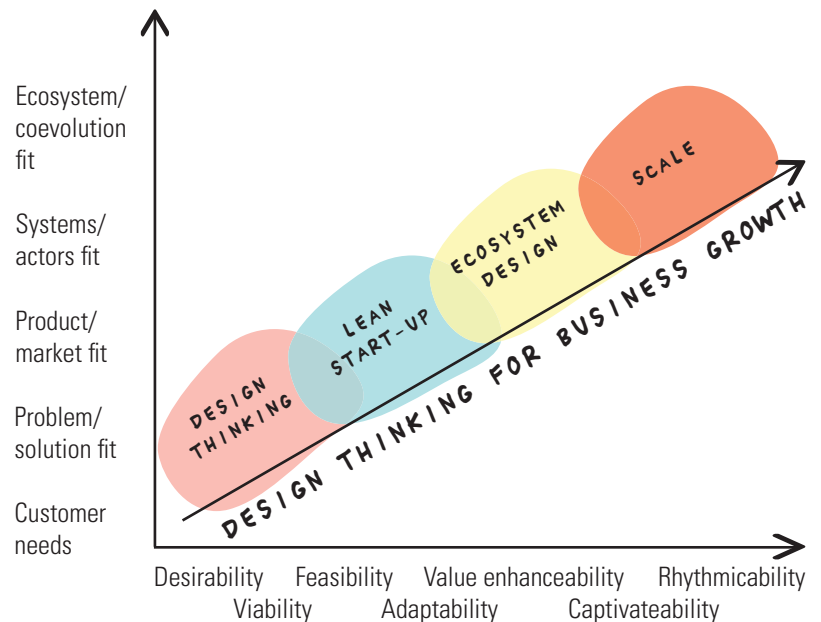 Ecosystem/
coevolution
fit
Systems/
actors fit
Product/
market fit
Problem/
solution fit
Customer
needs
SCALE
ECOSYSTEM
DESIGN
LEAN
START-UP
DESIGN
THINKING
DESIGN THINKING FOR BUSINESS GROWTH
Desirability Feasibility Value enhanceability Rhythmicability
Viability Adaptability Captivateability